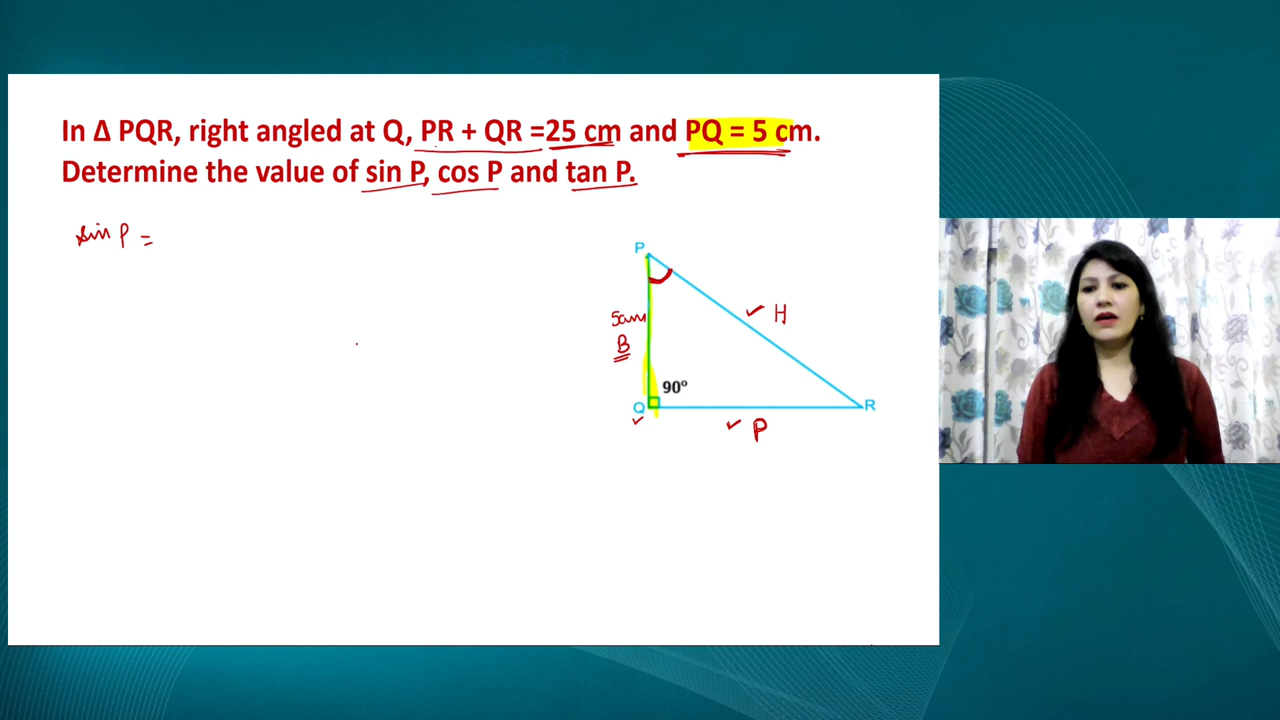 In Δ PQR, right angled at Q, PR + QR =25 cm and PQ = 5 cm.
Determine the value of sin P, cos P and tan P.
sin P =
P
5cm
H
B
90º
Q
R
P